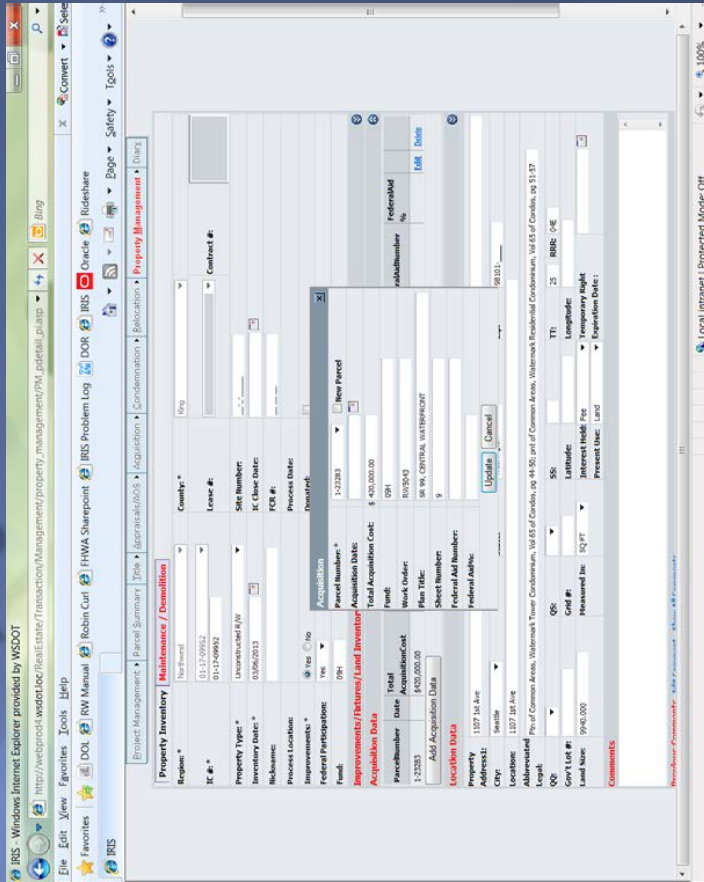 IRIS - Windows Internet Explorer provided by WSDOT
http://webprod4.wsdot.loc/RealEstate/Transaction/Management/property_management/PM_pdetail_pi.asp
Bing
File Edit View Favorites Tools Help
Convert Sele
Favorites DOL RW Manual Robin Curl FHWA Sharepoint IRIS Problem Log DOR IRIS Oracle Rideshare
IRIS
Page Safety Tools
Project Management Parcel Summary Title Appraisals/AOS Acquisition Condemnation Relocation Property Management Diary
Property Inventory Maintenance / Demolition
Region: * Northwest County: * King
IC #: * 01-17-09952 Lease #: Contract #:
01-17-09952
Property Type: * Unconstructed R/W Site Number:
Inventory Date: * 03/06/2013 IC Close Date:
Nickname: FCR #:
Process Location: Process Date:
Improvements: * Yes No Donated:
Federal Participation: Yes
Fund: 09H
Improvements/Fixtures/Land Inventor
Acquisition Data
ParcelNumber Date Total AcquisitionCost ralAidNumber FederalAid %
1-23283 $420,000.00 Edit Delete
Add Acquisition Data
Acquisition
Parcel Number: * 1-23283 New Parcel
Acquisition Date:
Total Acquisition Cost: $ 420,000.00
Fund: 09H
Work Order: RW5043
Plan Title: SR 99, CENTRAL WATERFRONT
Sheet Number: 9
Federal Aid Number:
Federal Aid%:
Update Cancel
Location Data
Property Address1: 1107 1st Ave
City: Seattle 98101-
Location: 1107 1st Ave
Abbreviated Legal: Ptn of Common Areas, Watermark Tower Condominium, Vol 65 of Condos, pg 44-50; pnt of Common Areas, Watermark Residential Condominium, Vol 65 of Condos, pg 51-57
QQ: QS: SS: TT: 25 RRR: 04E
Gov't Lot #: Grid #: Latitude: Longitude:
Land Size: 9940.000 Measured In: SQ FT Interest Held: Fee Temporary Right
Present Use: Land Expiration Date :
Comments
Previous Comments
Local intranet | Protected Mode: Off 100%